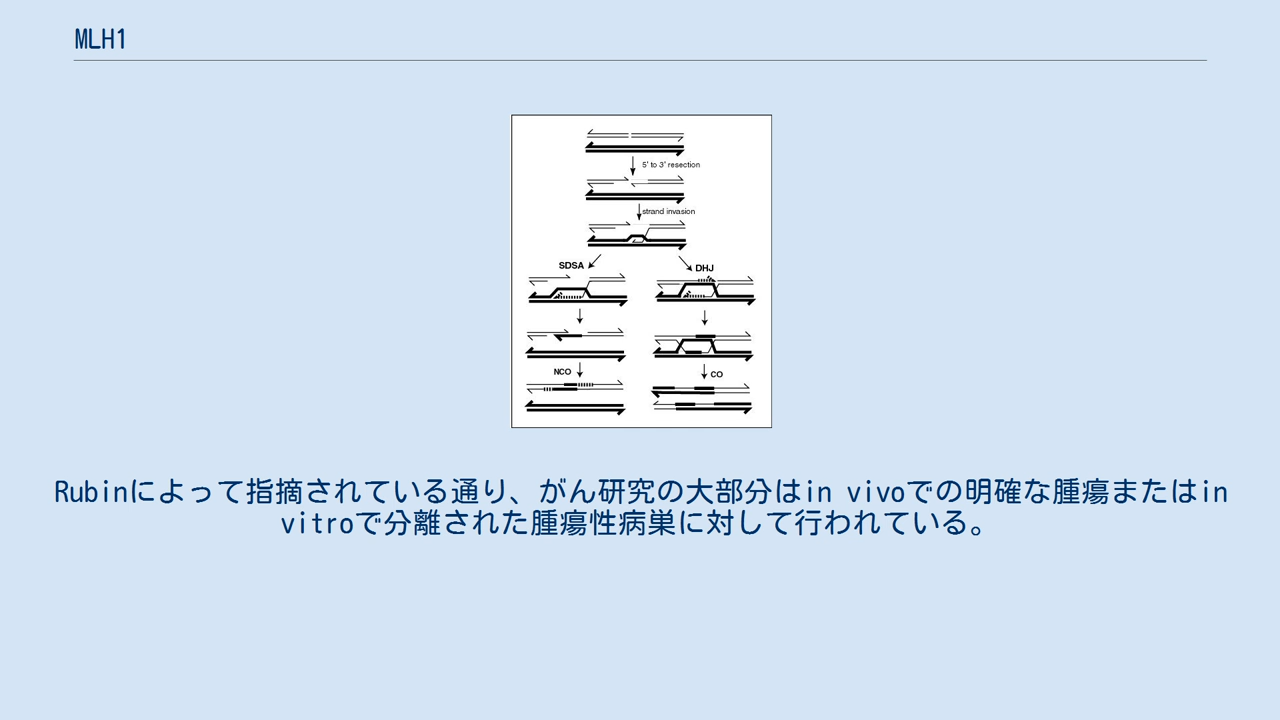 MLH1
5' to 3' resection
strand invasion
SDSA
DHJ
NCO
CO
Rubinによって指摘されている通り、がん研究の大部分はin vivoでの明確な腫瘍またはin
vitroで分離された腫瘍性病巣に対して行われている。